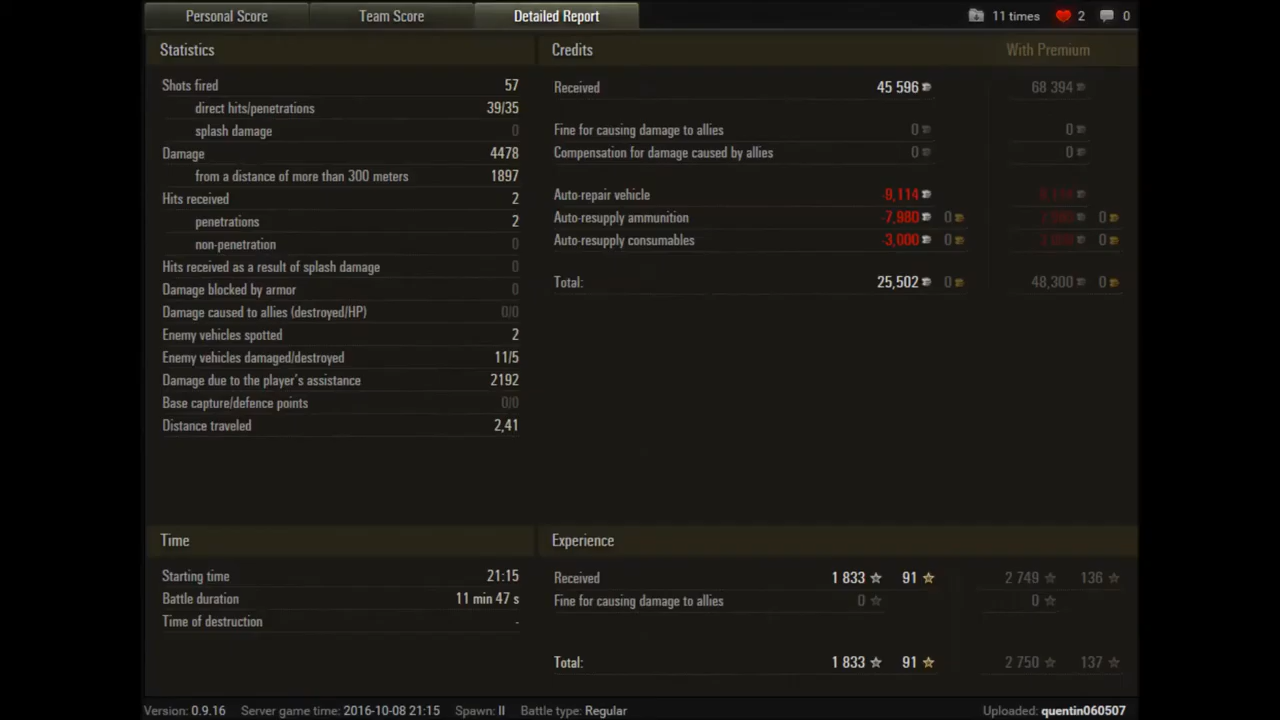 Personal Score Team Score Detailed Report 11 times 2 0
Statistics
Shots fired 57
direct hits/penetrations 39/35
splash damage 0
Damage 4478
from a distance of more than 300 meters 1897
Hits received 2
penetrations 2
non-penetration 0
Hits received as a result of splash damage 0
Damage blocked by armor 0
Damage caused to allies (destroyed/HP) 0/0
Enemy vehicles spotted 2
Enemy vehicles damaged/destroyed 11/5
Damage due to the player's assistance 2192
Base capture/defence points 0/0
Distance traveled 2,41
Credits With Premium
Received 45 596 68 394
Fine for causing damage to allies 0 0
Compensation for damage caused by allies 0 0
Auto-repair vehicle -9,114
Auto-resupply ammunition -7,980 0 0
Auto-resupply consumables -3,000 0 0
Total: 25,502 0 48,300 0
Time
Starting time 21:15
Battle duration 11 min 47 s
Time of destruction -
Experience
Received 1 833 91 2 749 136
Fine for causing damage to allies 0 0
Total: 1 833 91 2 750 137
Version: 0.9.16 Server game time: 2016-10-08 21:15 Spawn: II Battle type: Regular Uploaded: quentin060507